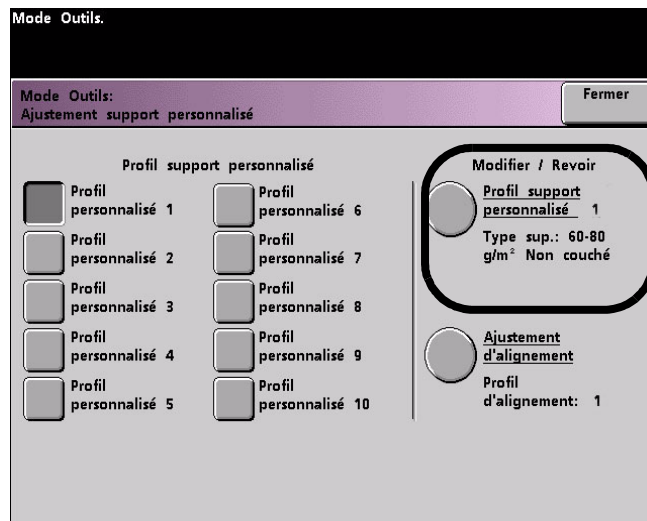 Mode Outils.
Mode Outils:
Ajustement support personnalisé
Fermer
Profil support personnalisé
Profil
personnalisé 1
Profil
personnalisé 2
Profil
personnalisé 3
Profil
personnalisé 4
Profil
personnalisé 5
Profil
personnalisé 6
Profil
personnalisé 7
Profil
personnalisé 8
Profil
personnalisé 9
Profil
personnalisé 10
Modifier / Revoir
Profil support
personnalisé 1
Type sup.: 60-80
g/m² Non couché
Ajustement
d'alignement
Profil
d'alignement: 1